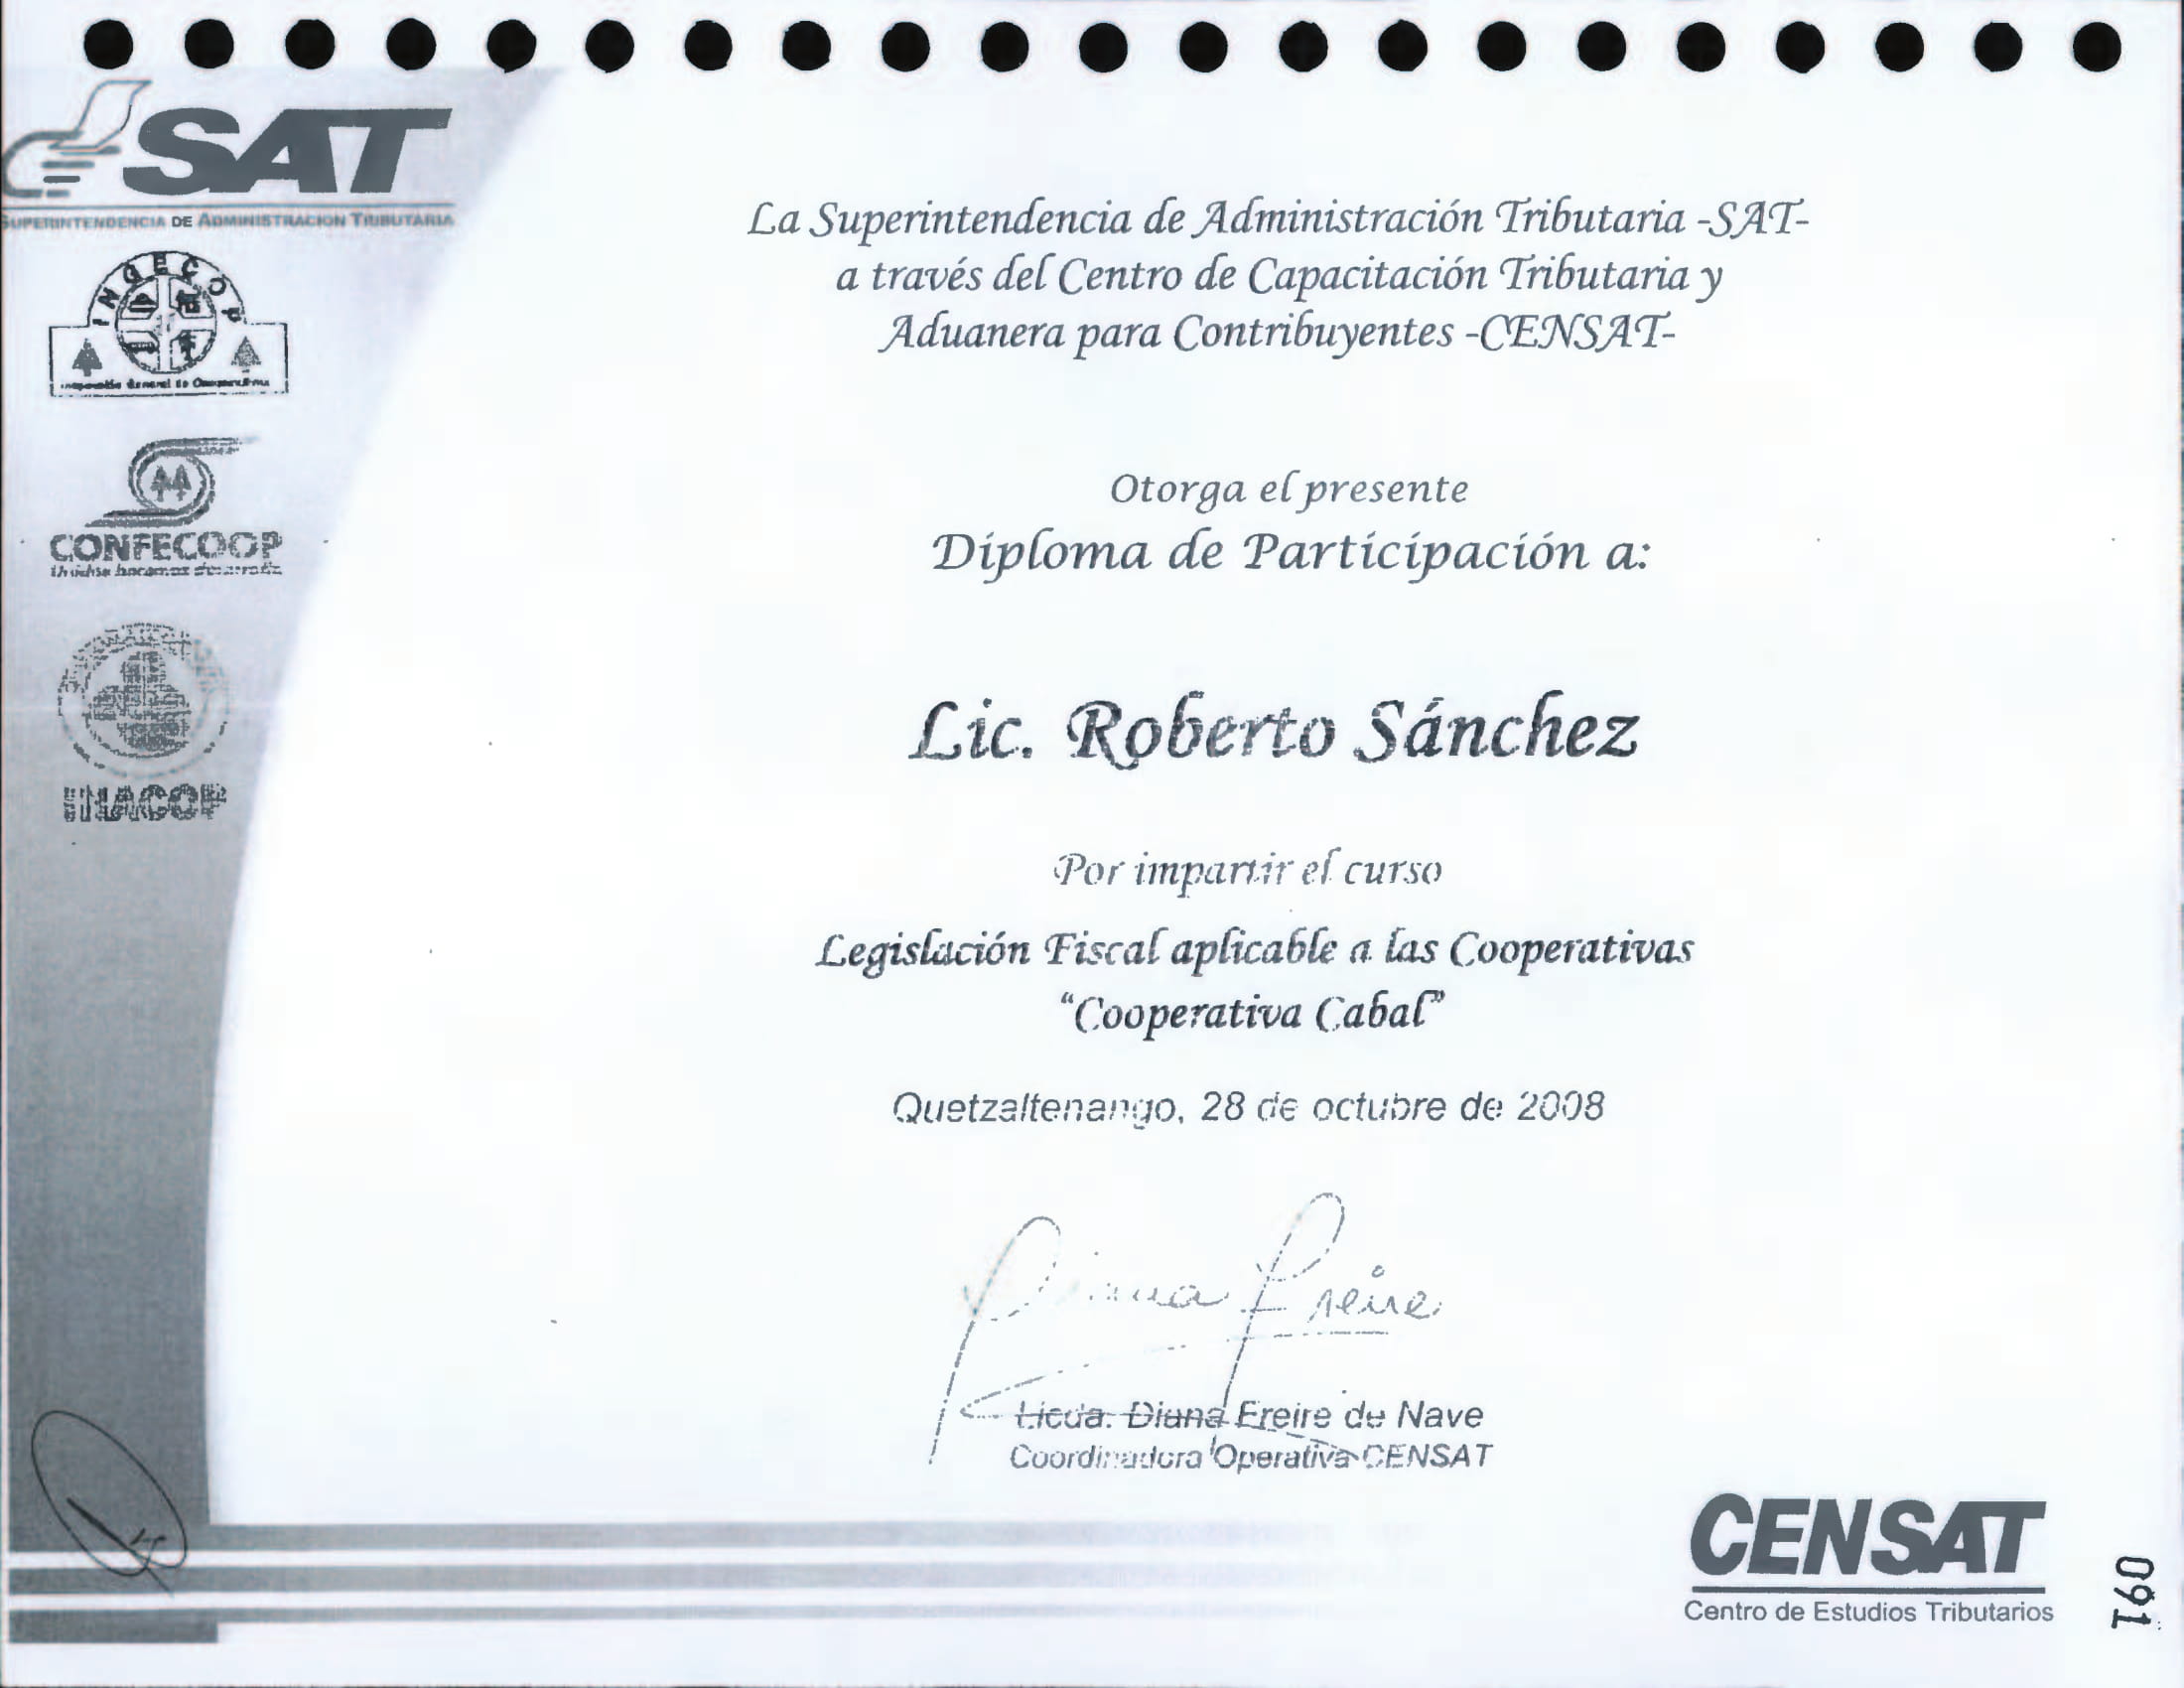 SAT
SUPERINTENDENCIA DE ADMINISTRACION TRIBUTARIA
INGECOP
General de
CONFECOOP
INACOP
La Superintendencia de Administración Tributaria -SAT-
a través del Centro de Capacitación Tributaria y
Aduanera para Contribuyentes -CENSAT-
Otorga el presente
Diploma de Participación a:
Lic. Roberto Sánchez
Por impartir el curso
Legislación Fiscal aplicable a las Cooperativas
“Cooperativa Cabal”
Quetzaltenango, 28 de octubre de 2008
Diana Freire
Licda. Diana Freire de Nave
Coordinadora Operativa CENSAT
CENSAT
Centro de Estudios Tributarios
091